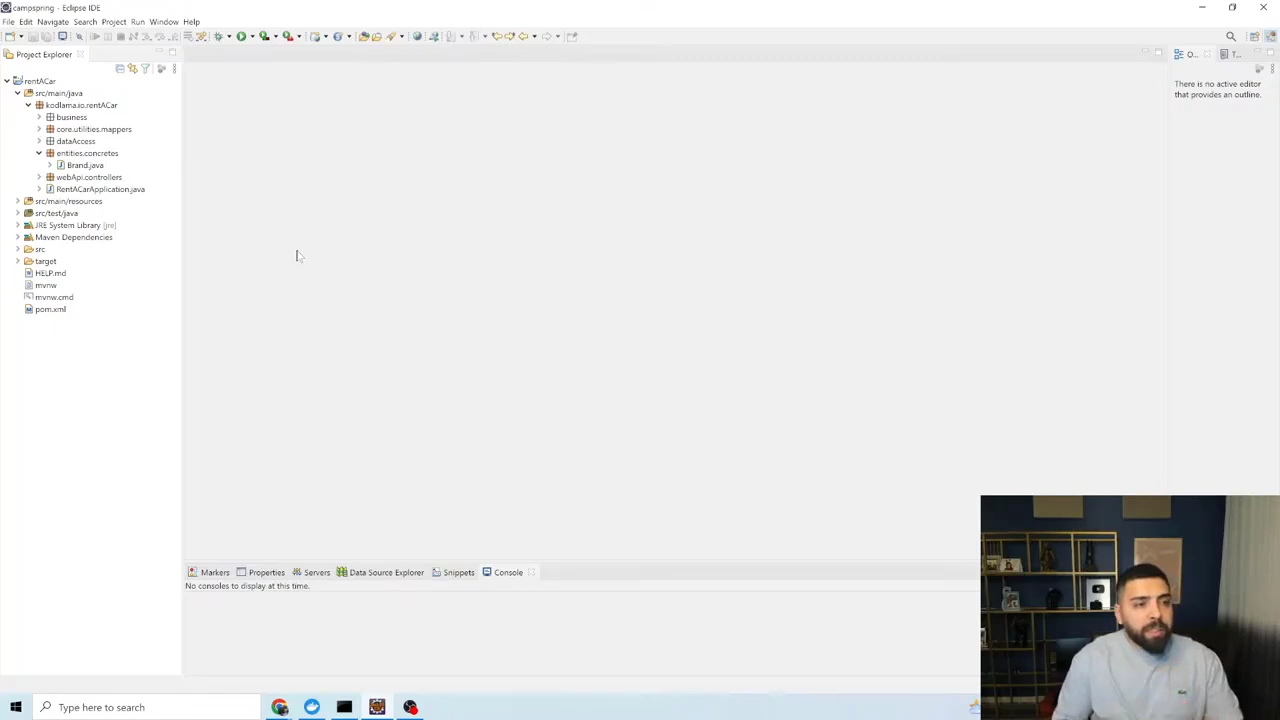 campspring - Eclipse IDE
File Edit Navigate Search Project Run Window Help
Project Explorer
O...
T...
There is no active editor
that provides an outline.
rentACar
src/main/java
kodlama.io.rentACar
business
core.utilities.mappers
dataAccess
entities.concretes
Brand.java
webApi.controllers
RentACarApplication.java
src/main/resources
src/test/java
JRE System Library [jre]
Maven Dependencies
src
target
HELP.md
mvnw
mvnw.cmd
pom.xml
Markers Properties Servers Data Source Explorer Snippets Console
No consoles to display at this time.
Type here to search